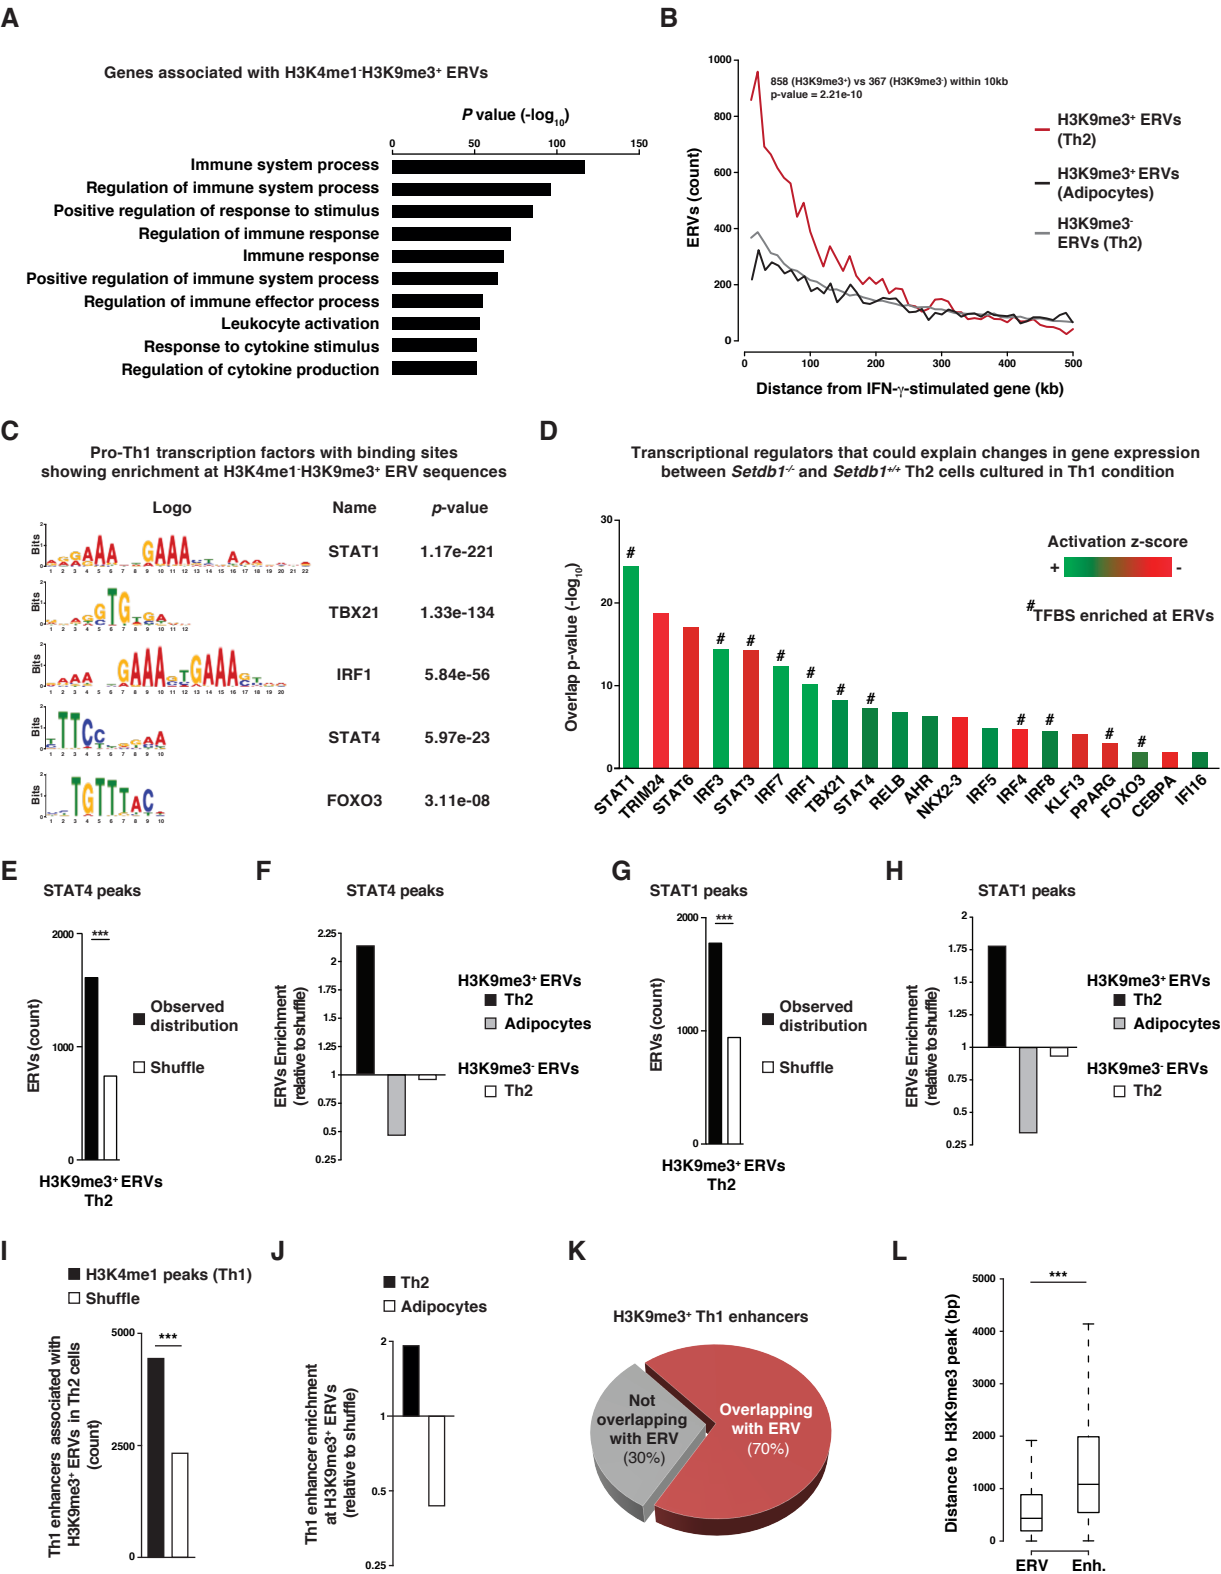 A
Genes associated with H3K4me1-H3K9me3+ ERVs
P value (-log10)
0 50 100 150
Immune system process
Regulation of immune system process
Positive regulation of response to stimulus
Regulation of immune response
Immune response
Positive regulation of immune system process
Regulation of immune effector process
Leukocyte activation
Response to cytokine stimulus
Regulation of cytokine production
B
858 (H3K9me3+) vs 367 (H3K9me3-) within 10kb
p-value = 2.21e-10
ERVs (count)
1000
800
600
400
200
0
0 100 200 300 400 500
Distance from IFN-γ-stimulated gene (kb)
H3K9me3+ ERVs
(Th2)
H3K9me3+ ERVs
(Adipocytes)
H3K9me3-
ERVs (Th2)
C
Pro-Th1 transcription factors with binding sites
showing enrichment at H3K4me1-H3K9me3+ ERV sequences
Logo Name p-value
Bits
STAT1 1.17e-221
Bits
TBX21 1.33e-134
Bits
IRF1 5.84e-56
Bits
STAT4 5.97e-23
Bits
FOXO3 3.11e-08
D
Transcriptional regulators that could explain changes in gene expression
between Setdb1-/- and Setdb1+/+ Th2 cells cultured in Th1 condition
Overlap p-value (-log10)
30
20
10
0
# # # # # # # # # # #
Activation z-score
+ -
#TFBS enriched at ERVs
STAT1 TRIM24 STAT6 IRF3 STAT3 IRF7 IRF1 TBX21 STAT4 RELB AHR NKX2-3 IRF5 IRF4 IRF8 KLF13 PPARG FOXO3 CEBPA IFI16
E
STAT4 peaks
ERVs (count)
2000
1000
0
***
Observed
distribution
Shuffle
H3K9me3+ ERVs
Th2
F
STAT4 peaks
ERVs Enrichment
(relative to shuffle)
2.25
2
1.75
1.5
1.25
1
0.75
0.5
0.25
H3K9me3+ ERVs
Th2
Adipocytes
H3K9me3- ERVs
Th2
G
STAT1 peaks
ERVs (count)
2000
1000
0
***
Observed
distribution
Shuffle
H3K9me3+ ERVs
Th2
H
STAT1 peaks
ERVs Enrichment
(relative to shuffle)
2
1.75
1.5
1.25
1
0.75
0.5
0.25
H3K9me3+ ERVs
Th2
Adipocytes
H3K9me3- ERVs
Th2
I
H3K4me1 peaks (Th1)
Shuffle
Th1 enhancers associated with
H3K9me3+ ERVs in Th2 cells
(count)
5000
2500
0
***
J
Th2
Adipocytes
Th1 enhancer enrichment
at H3K9me3+ ERVs
(relative to shuffle)
2
1
0.5
0.25
K
H3K9me3+ Th1 enhancers
Not
overlapping
with ERV
(30%)
Overlapping
with ERV
(70%)
L
Distance to H3K9me3 peak (bp)
5000
4000
3000
2000
1000
0
***
ERV Enh.